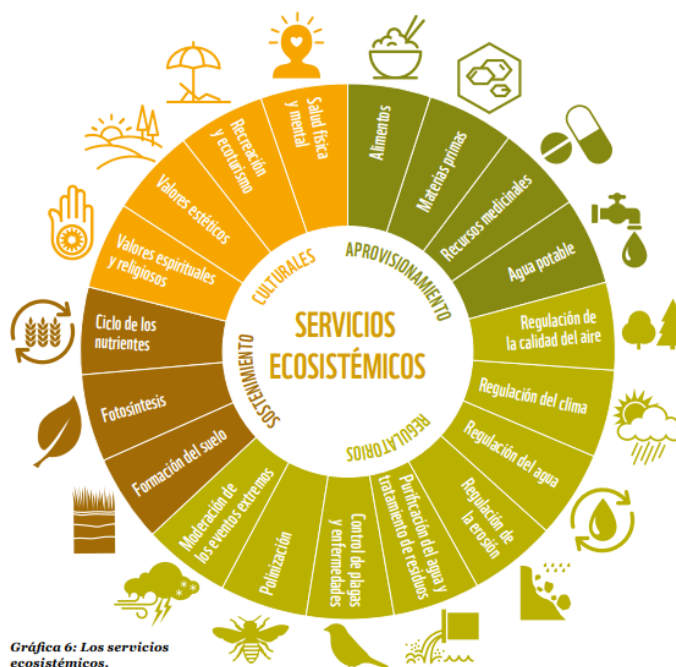 SERVICIOS
ECOSISTÉMICOS
CULTURALES
APROVISIONAMIENTO
REGULATORIOS
SOSTENIMIENTO
Alimentos
Materias primas
Recursos medicinales
Agua potable
Regulación de
la calidad del aire
Regulación del clima
Regulación del agua
Regulación de
la erosión
Purificación del agua y
tratamiento de residuos
Control de plagas
y enfermedades
Polinización
Moderación de
los eventos extremos
Formación del suelo
Fotosíntesis
Ciclo de los
nutrientes
Valores espirituales
y religiosos
Valores estéticos
Recreación
y ecoturismo
Salud física
y mental
Gráfica 6: Los servicios
ecosistémicos.